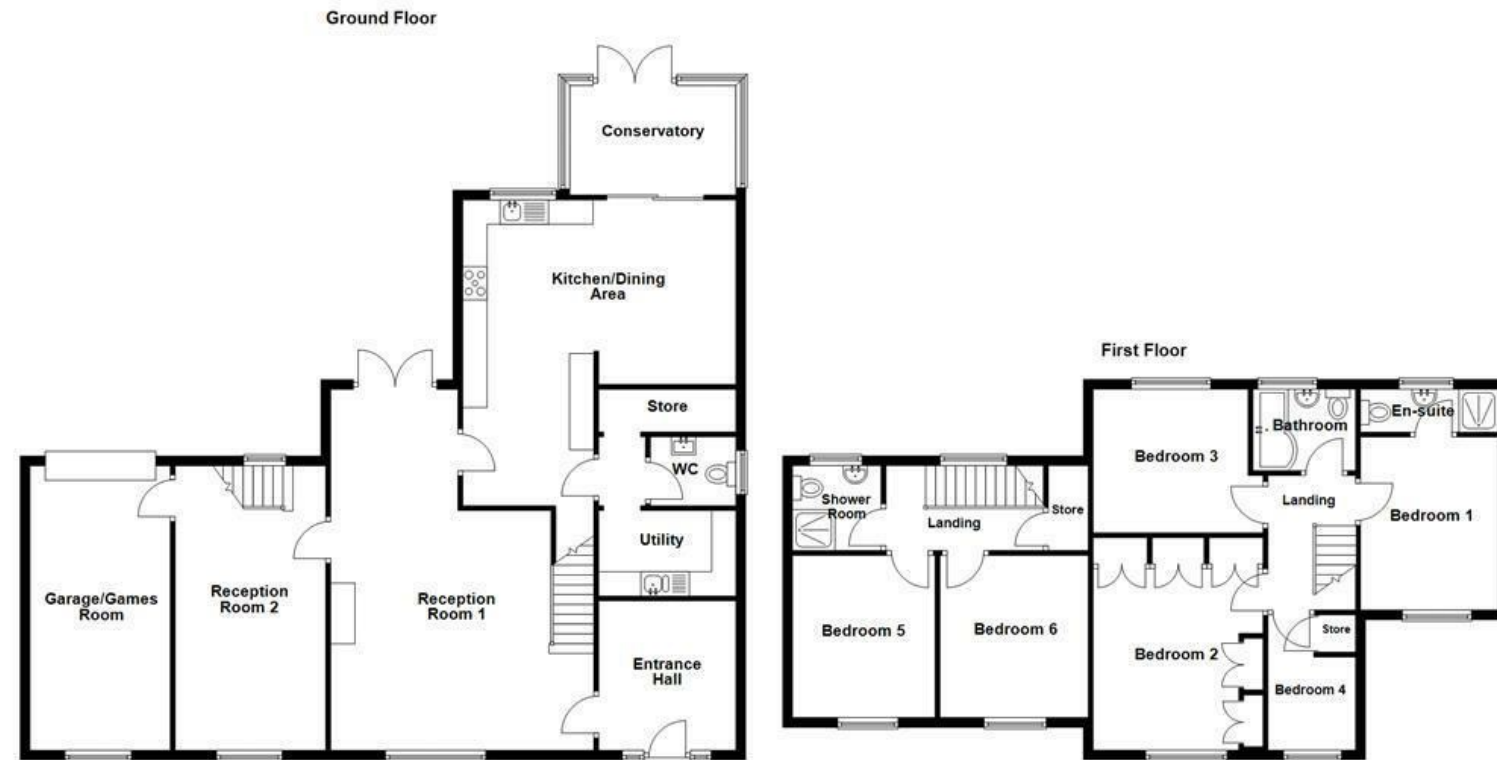 Ground Floor
Conservatory
Kitchen/Dining
Area
Store
WC
Utility
Garage/Games
Room
Reception
Room 2
Reception
Room 1
Entrance
Hall
First Floor
En-suite
Bathroom
Bedroom 3
Shower
Room
Landing
Store
Landing
Bedroom 1
Bedroom 5
Bedroom 6
Bedroom 2
Store
Bedroom 4